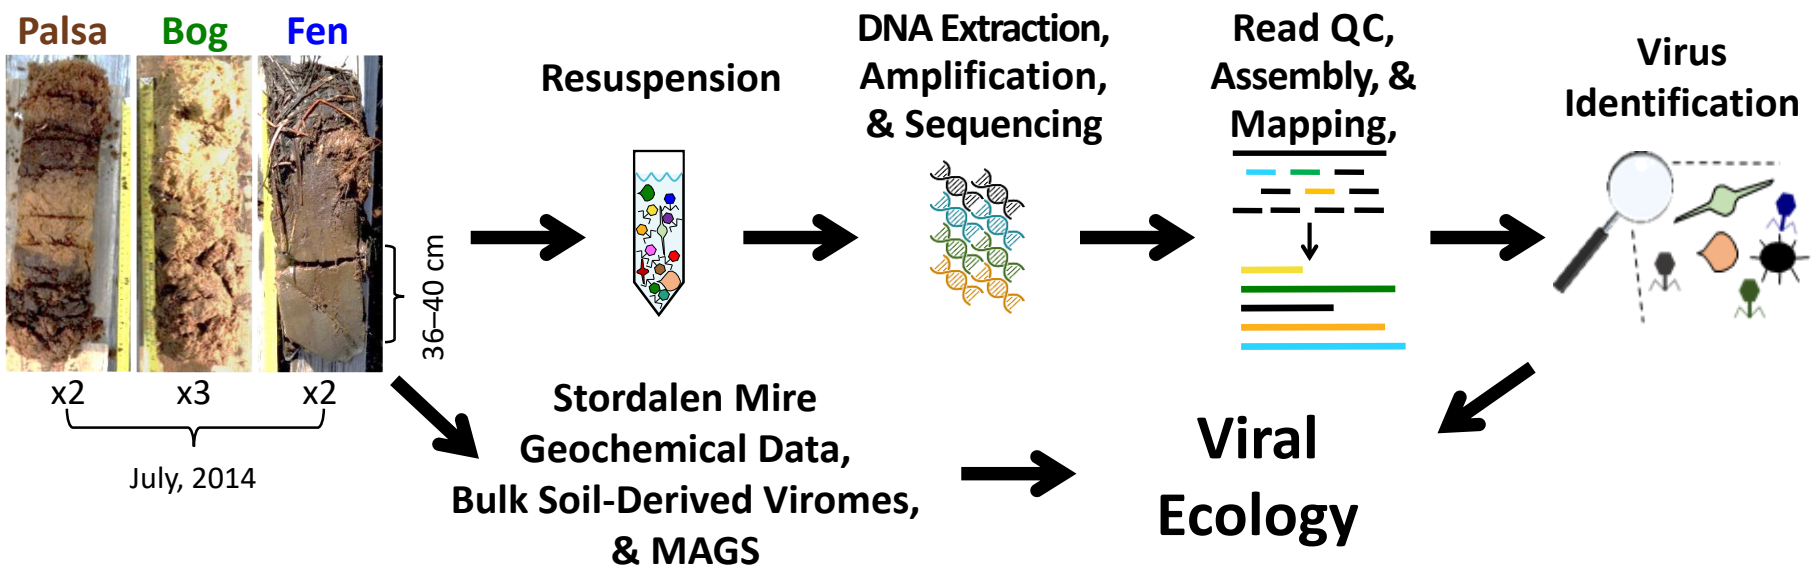 Palsa
Bog
Fen
36–40 cm
x2
x3
x2
July, 2014
Resuspension
DNA Extraction,
Amplification,
& Sequencing
Read QC,
Assembly, &
Mapping,
Virus
Identification
Stordalen Mire
Geochemical Data,
Bulk Soil-Derived Viromes,
& MAGS
Viral
Ecology